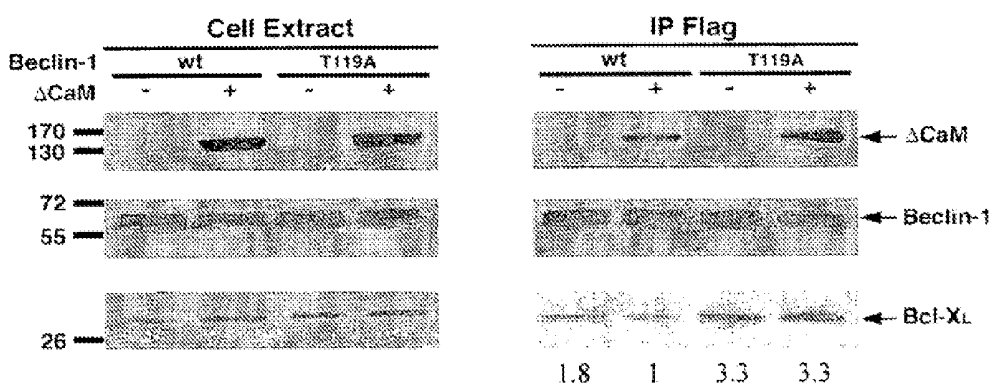 Cell Extract
IP Flag
Beclin-1 wt T119A wt T119A
ΔCaM - + - + - + - +
170
130
ΔCaM
72
55
Beclin-1
26
Bcl-XL
1.8 1 3.3 3.3